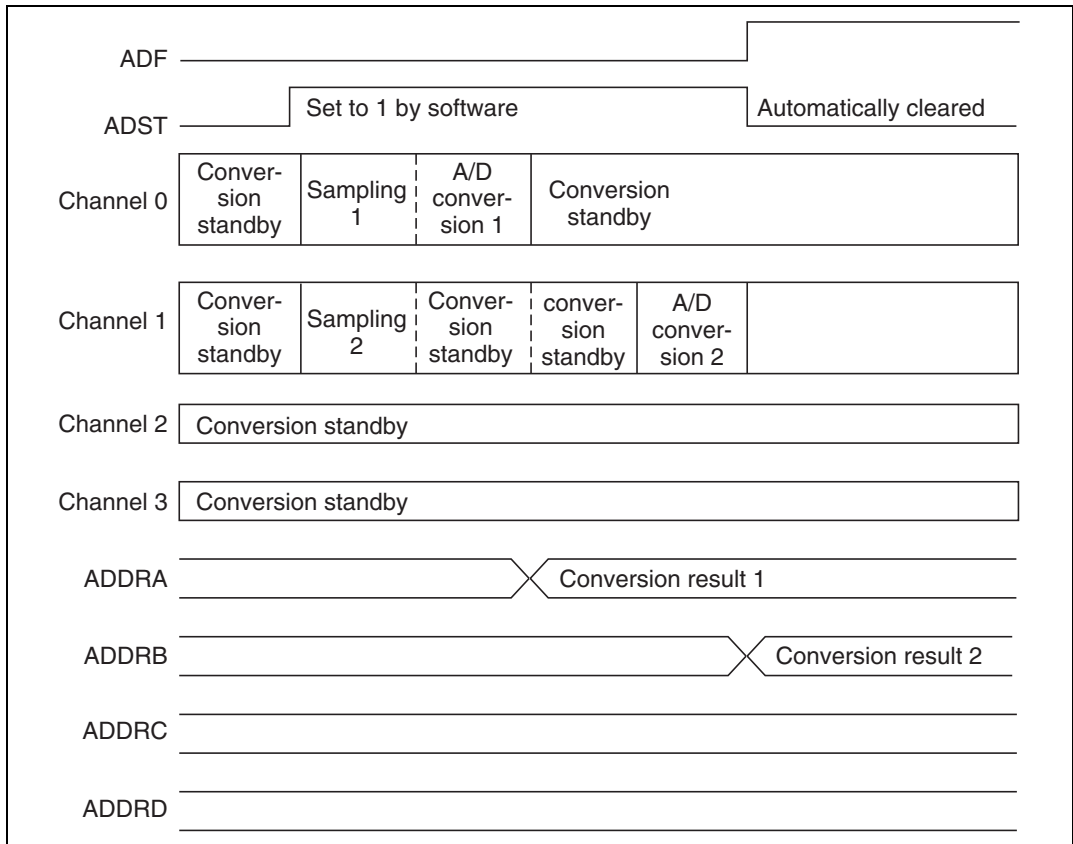 ADF
Set to 1 by software
Automatically cleared
ADST
Channel 0
Conver-
sion
standby
Sampling
1
A/D
conver-
sion 1
Conversion
standby
Channel 1
Conver-
sion
standby
Sampling
2
Conver-
sion
standby
conver-
sion
standby
A/D
conver-
sion 2
Channel 2
Conversion standby
Channel 3
Conversion standby
ADDRA
Conversion result 1
ADDRB
Conversion result 2
ADDRC
ADDRD